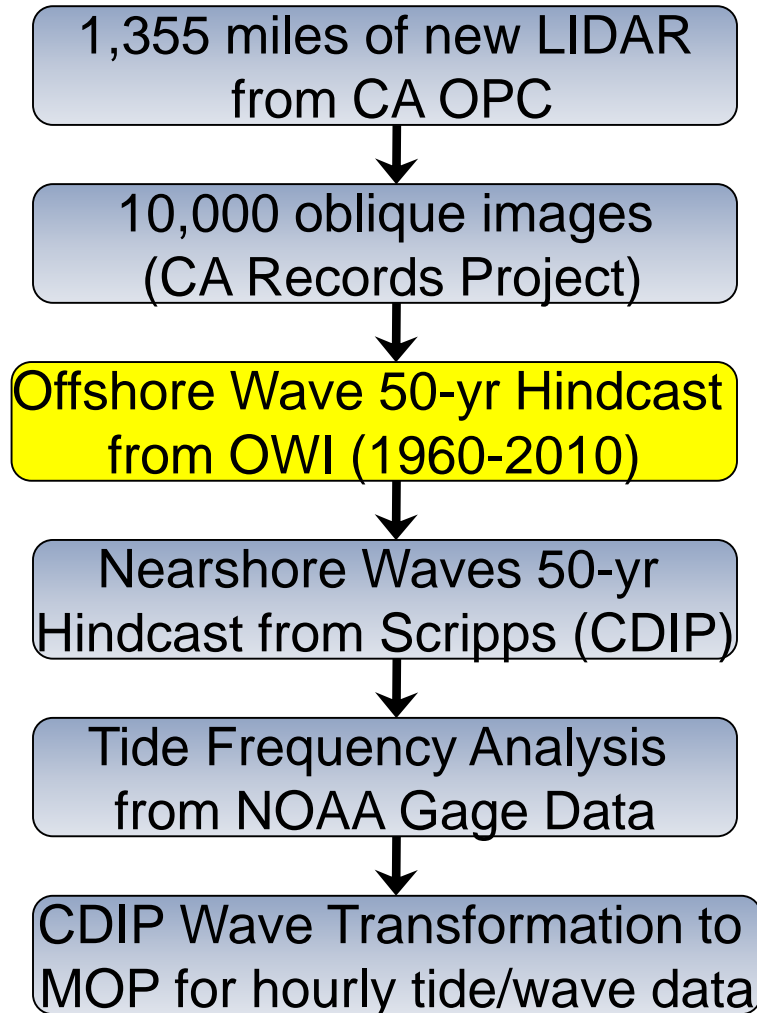 1,355 miles of new LIDAR
from CA OPC
10,000 oblique images
(CA Records Project)
Offshore Wave 50-yr Hindcast
from OWI (1960-2010)
Nearshore Waves 50-yr
Hindcast from Scripps (CDIP)
Tide Frequency Analysis
from NOAA Gage Data
CDIP Wave Transformation to
MOP for hourly tide/wave data